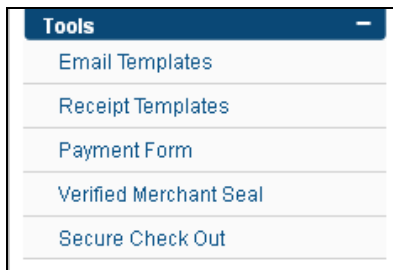 Tools –
Email Templates
Receipt Templates
Payment Form
Verified Merchant Seal
Secure Check Out